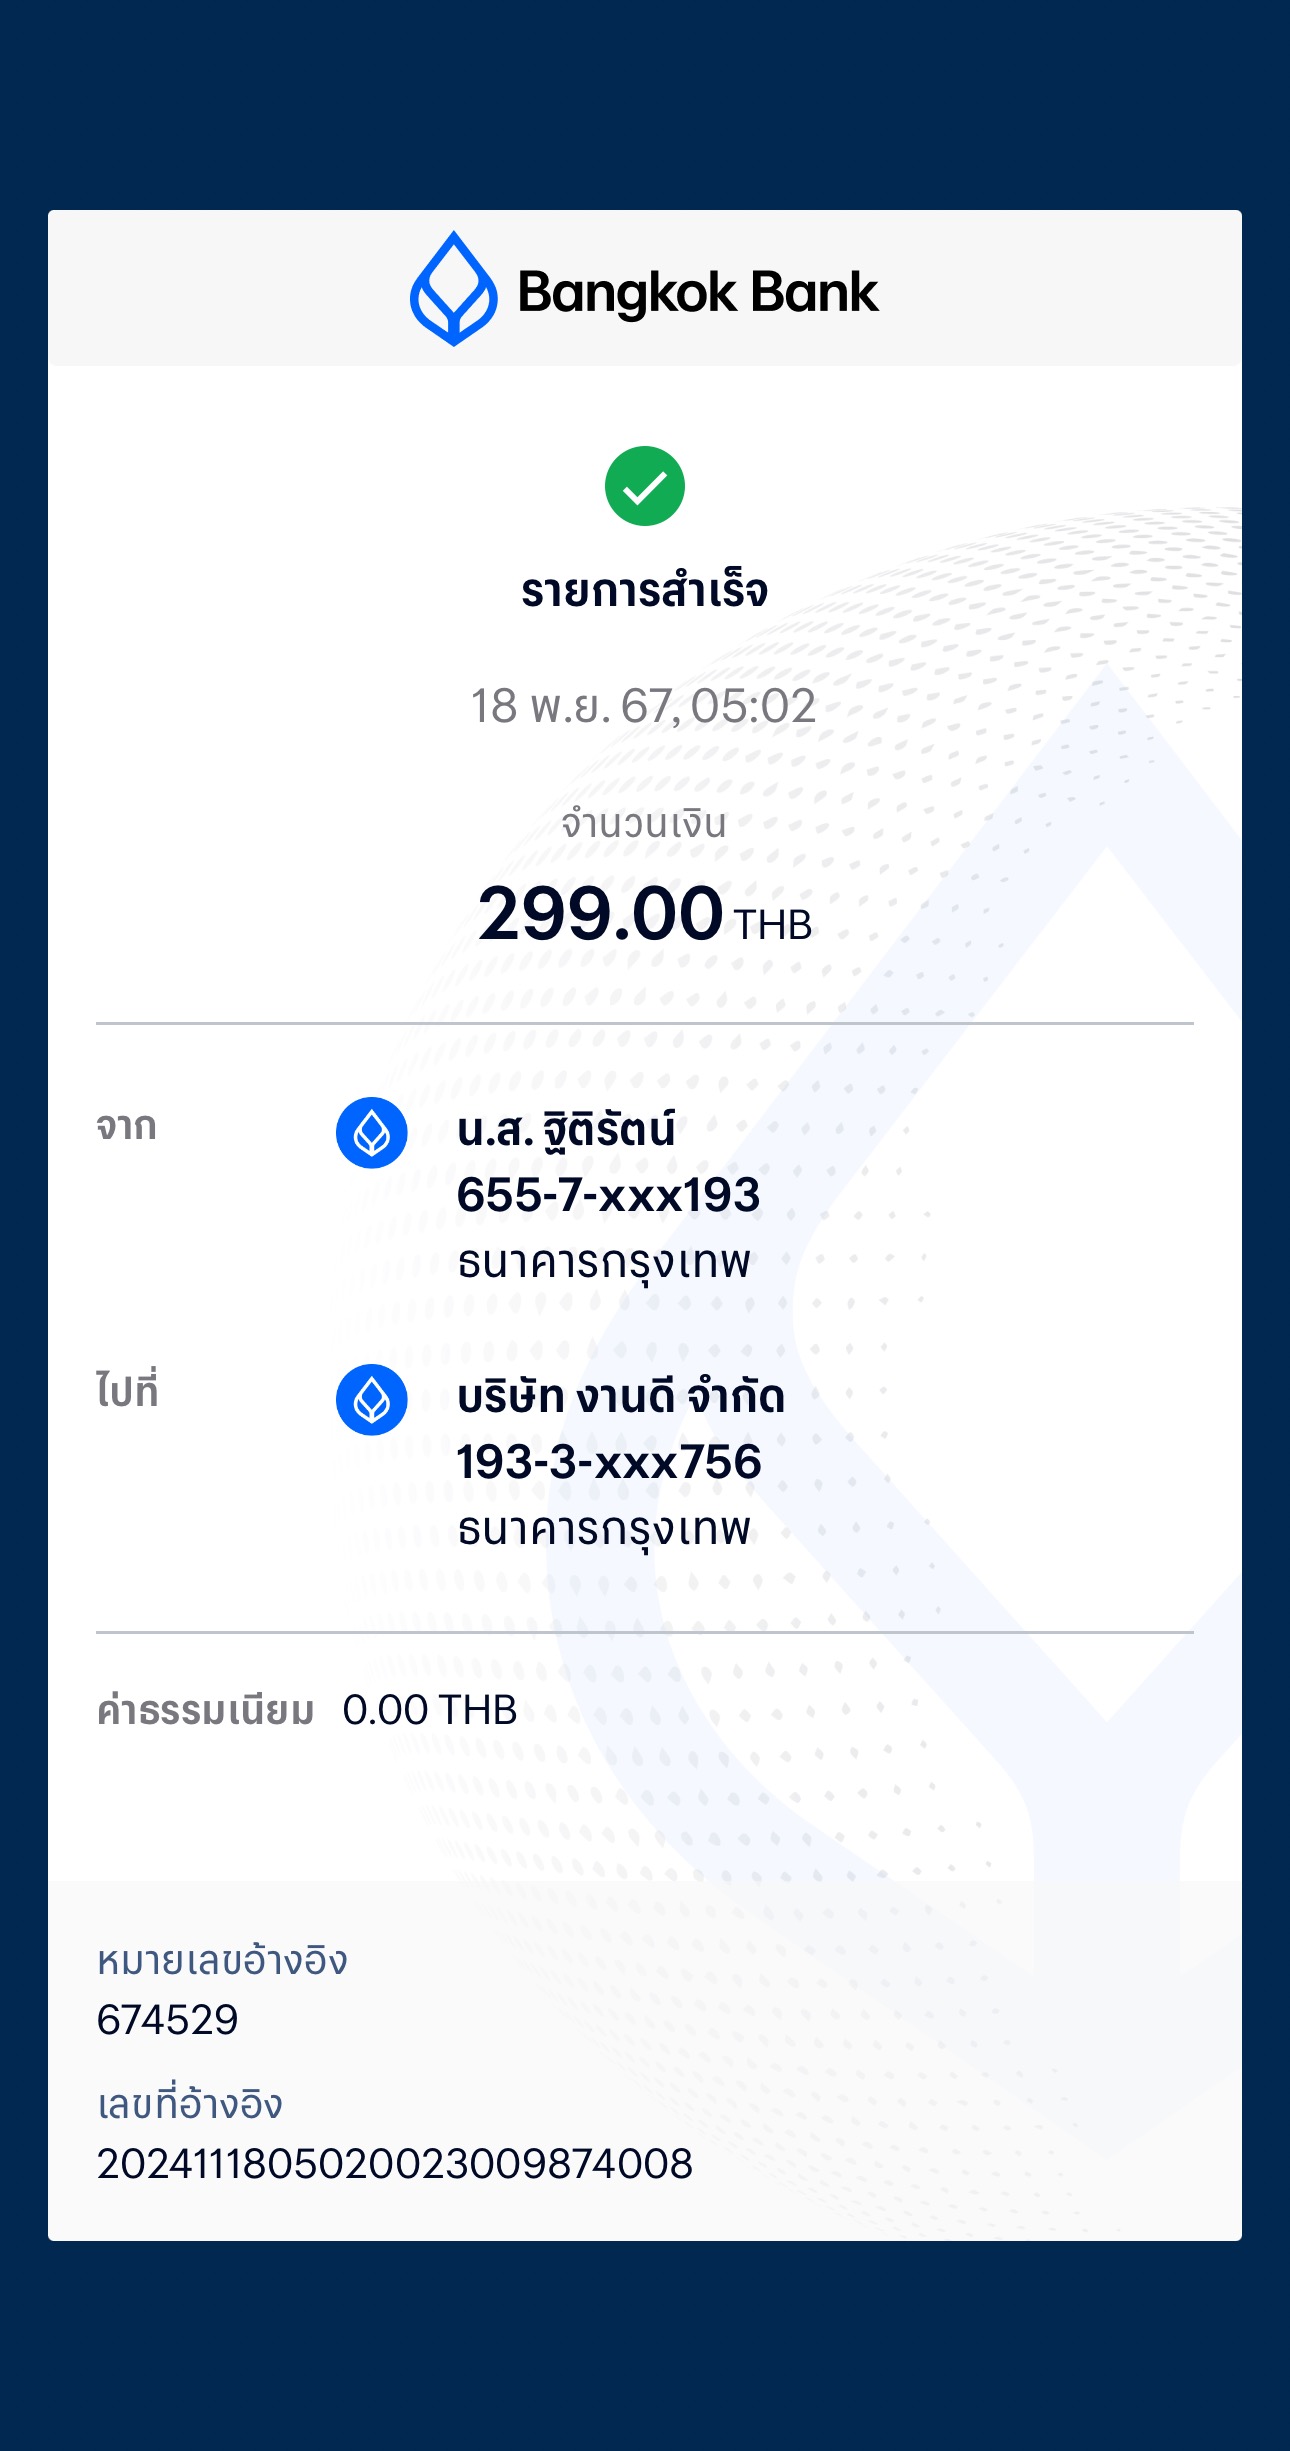 Bangkok Bank
รายการสำเร็จ
18 พ.ย. 67, 05:02
จำนวนเงิน
299.00 THB
จาก
น.ส. ฐิติรัตน์
655-7-xxx193
ธนาคารกรุงเทพ
ไปที่
บริษัท งานดี จำกัด
193-3-xxx756
ธนาคารกรุงเทพ
ค่าธรรมเนียม 0.00 THB
หมายเลขอ้างอิง
674529
เลขที่อ้างอิง
2024111805020023009874008